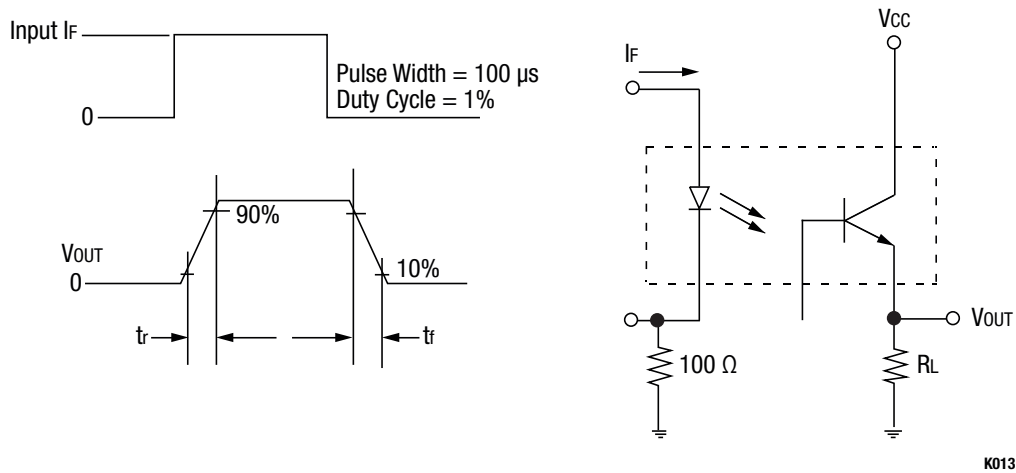 Input IF
0
Pulse Width = 100 µs
Duty Cycle = 1%
VOUT
0
90%
10%
tr
tf
VCC
IF
VOUT
100 Ω
RL
K013